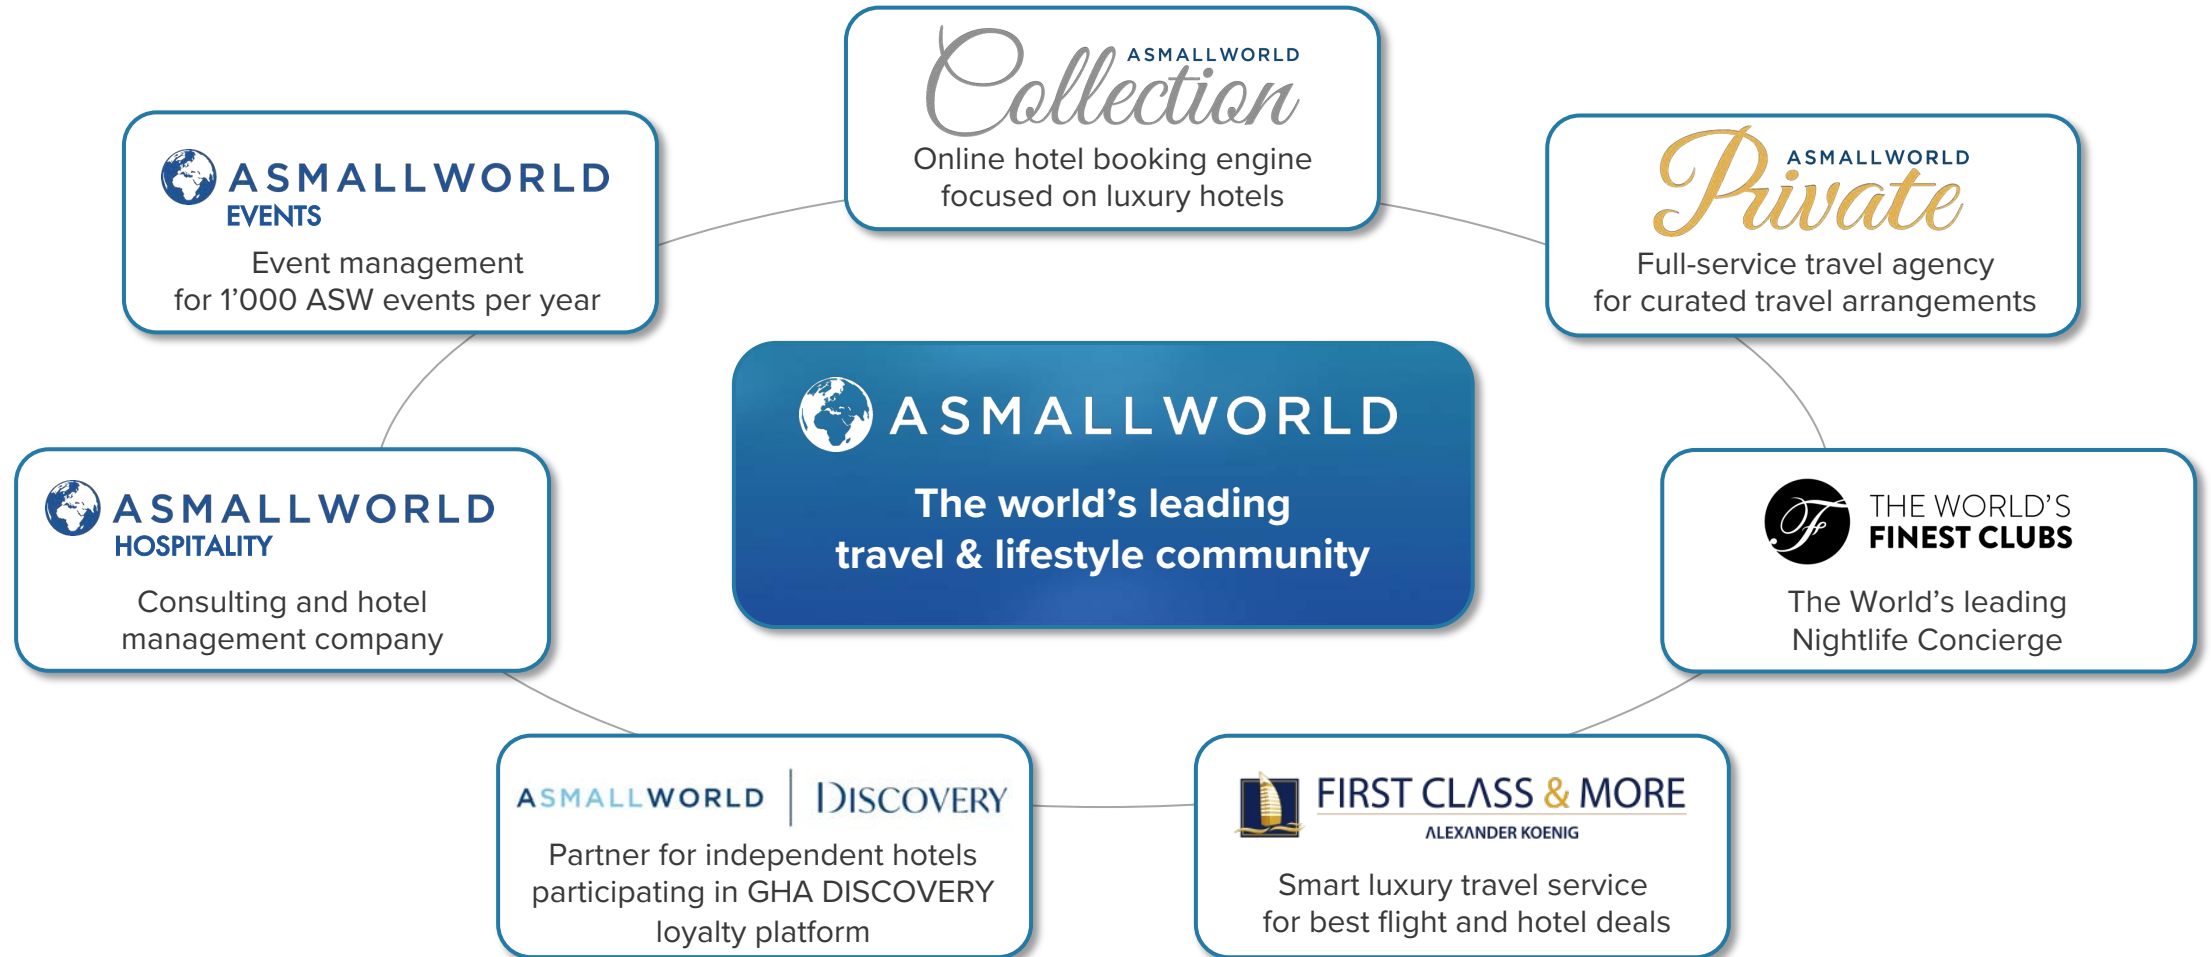 ASMALLWORLD
Collection
Online hotel booking engine
focused on luxury hotels
ASMALLWORLD
EVENTS
Event management
for 1’000 ASW events per year
ASMALLWORLD
Private
Full-service travel agency
for curated travel arrangements
ASMALLWORLD
The world’s leading
travel & lifestyle community
ASMALLWORLD
HOSPITALITY
Consulting and hotel
management company
F
THE WORLD’S
FINEST CLUBS
The World’s leading
Nightlife Concierge
ASMALLWORLD | DISCOVERY
Partner for independent hotels
participating in GHA DISCOVERY
loyalty platform
FIRST CLASS & MORE
ALEXANDER KOENIG
Smart luxury travel service
for best flight and hotel deals